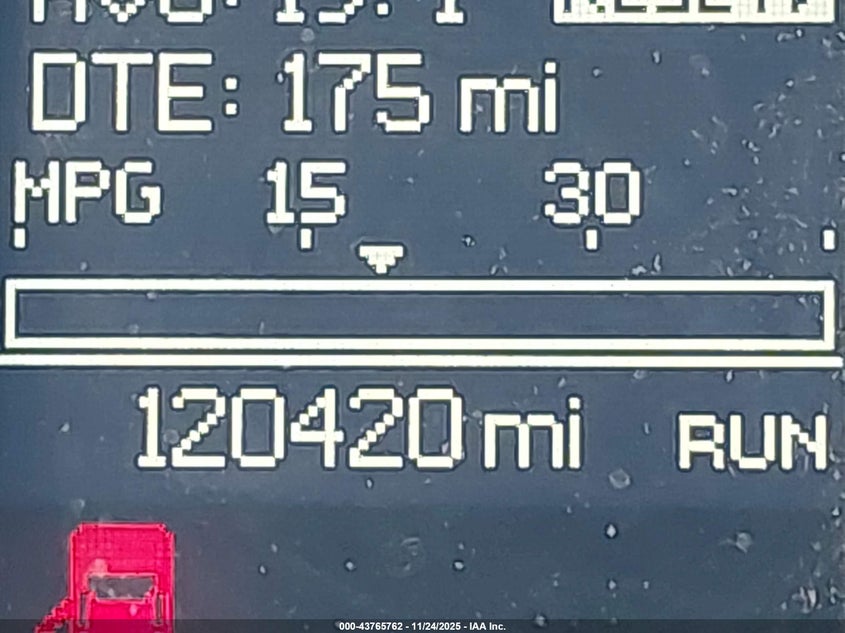 DTE: 175 mi
MPG 15 30
120420 mi RUN
000-43765762 - 11/24/2025 - IAA Inc.